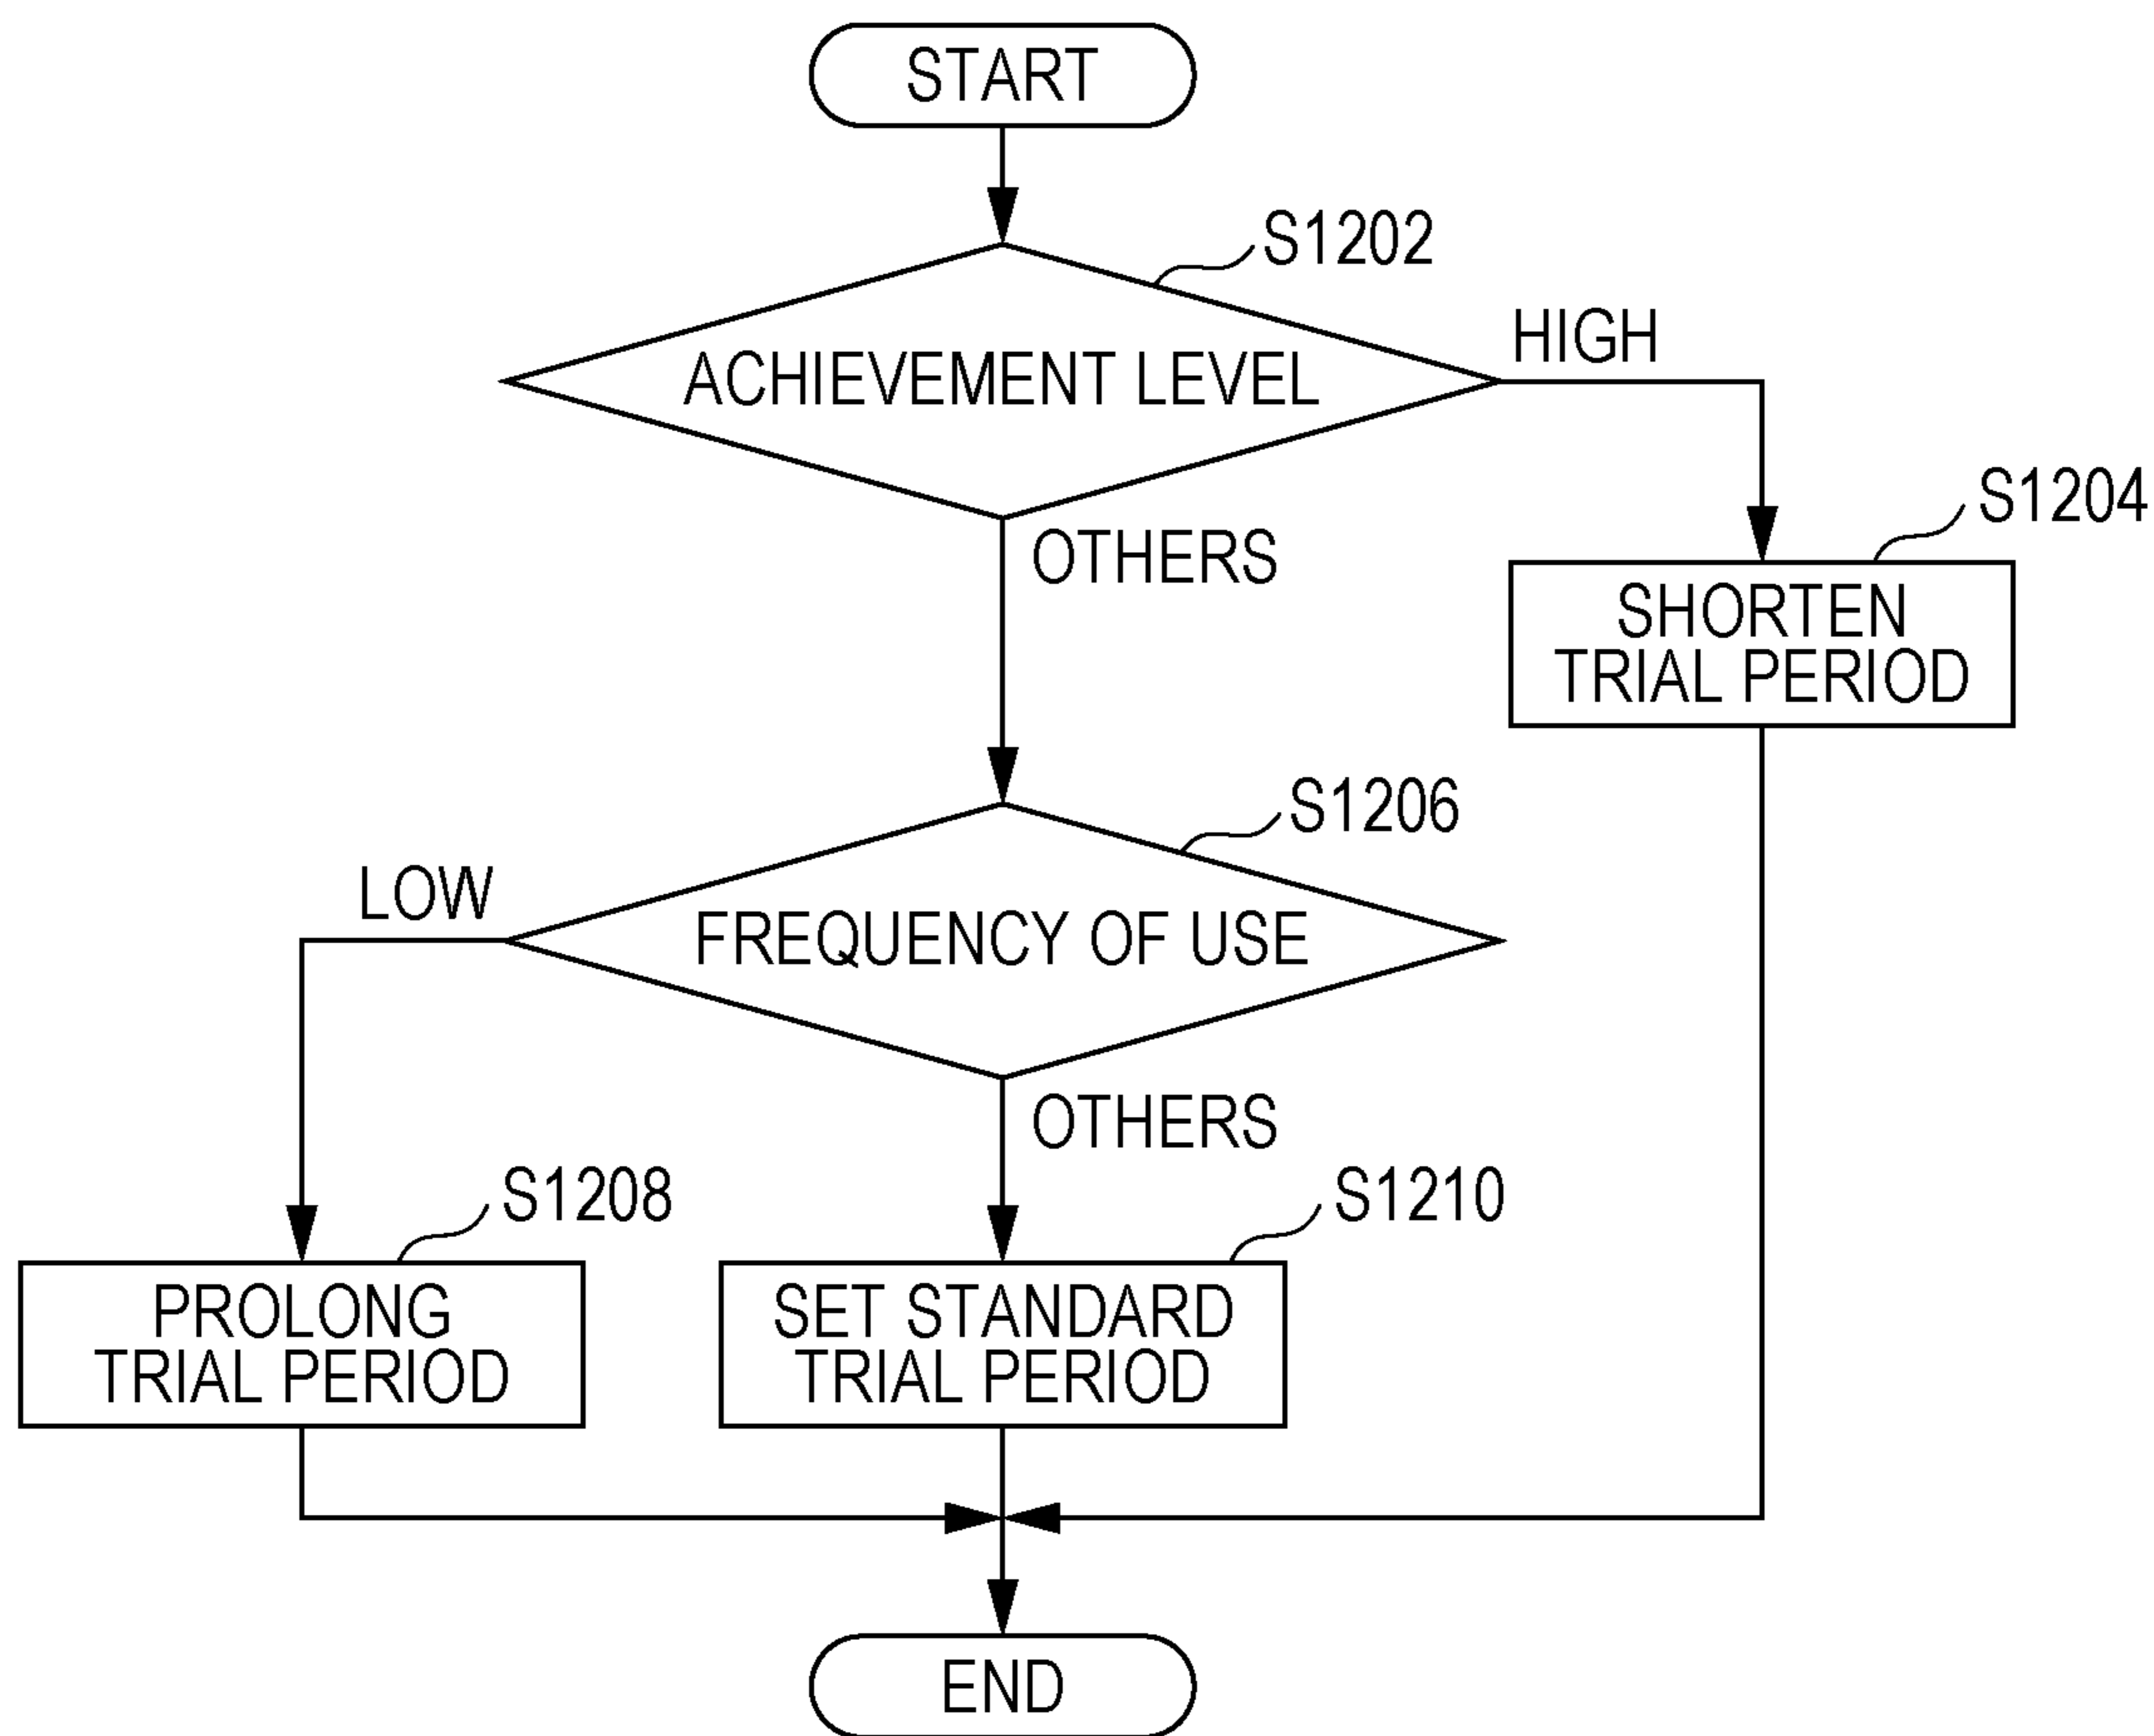 START
S1202
HIGH
ACHIEVEMENT LEVEL
S1204
OTHERS
SHORTEN
TRIAL PERIOD
S1206
LOW
FREQUENCY OF USE
OTHERS
S1208
S1210
PROLONG
TRIAL PERIOD
SET STANDARD
TRIAL PERIOD
END